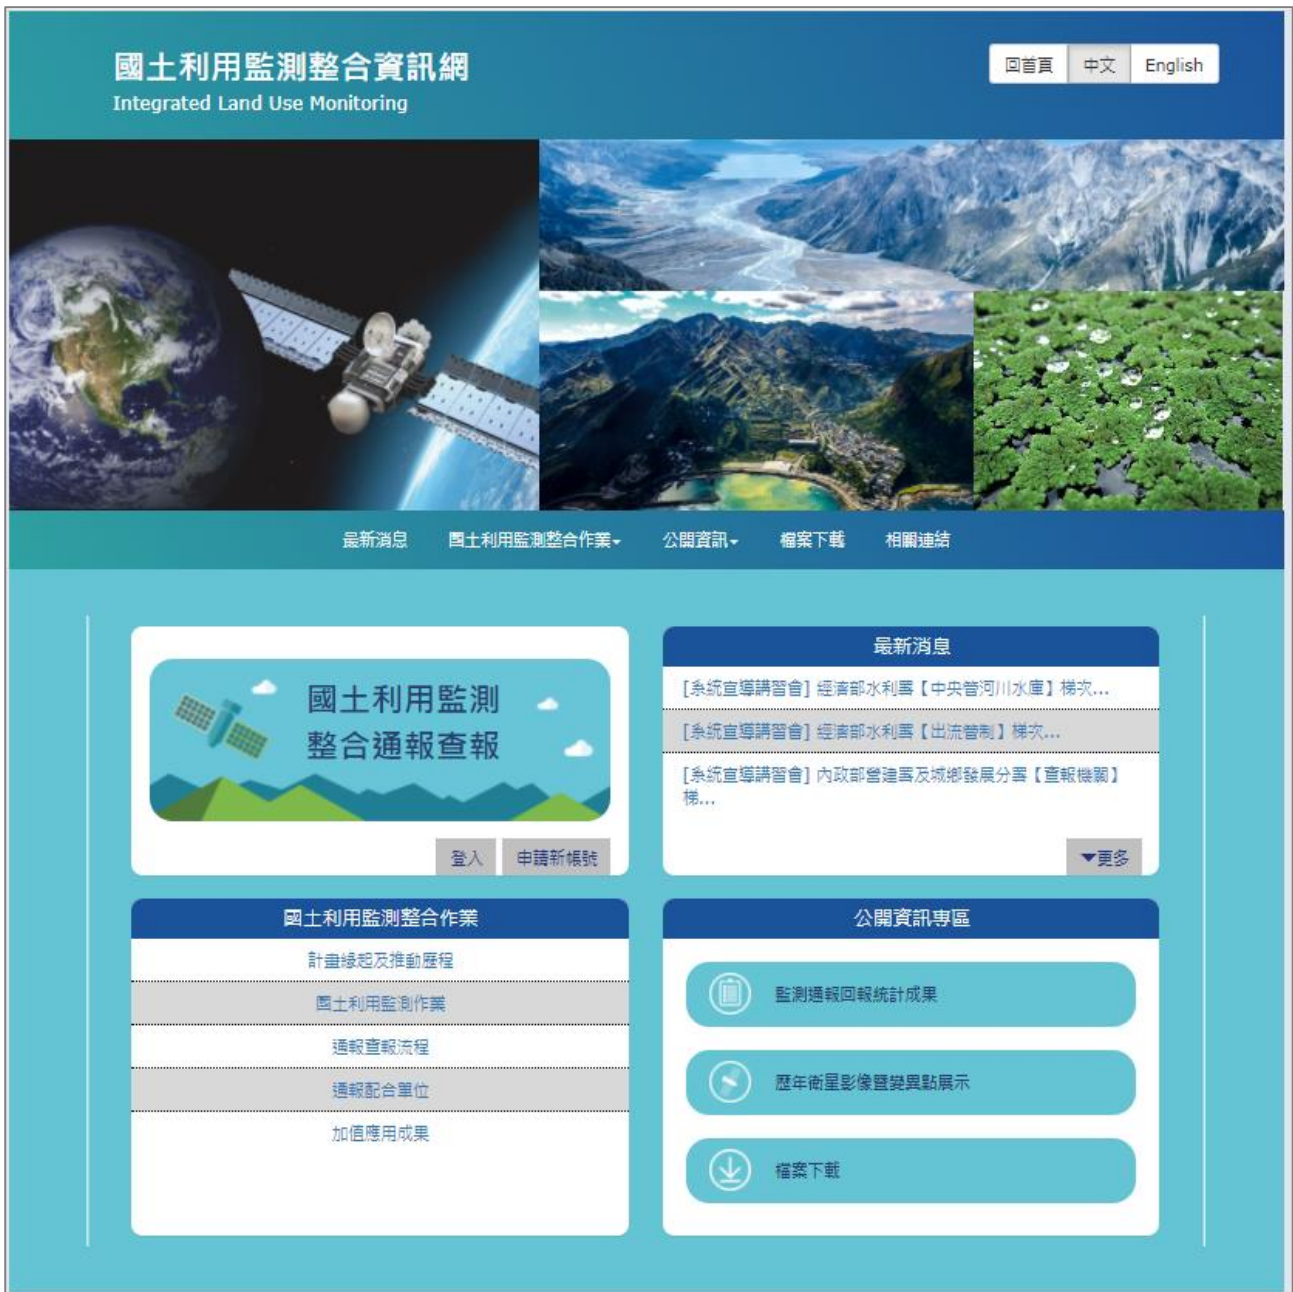 國土利用監測整合資訊網
Integrated Land Use Monitoring
回首頁 中文 English
最新消息 國土利用監測整合作業 公開資訊 檔案下載 相關連結
國土利用監測
整合通報查報
登入 申請新帳號
最新消息
[系統宣導講習會] 經濟部水利署【中央管河川水庫】梯次...
[系統宣導講習會] 經濟部水利署【出流管制】梯次...
[系統宣導講習會] 內政部營建署及城鄉發展分署【查報機關】
梯...
▼更多
國土利用監測整合作業
計畫緣起及推動歷程
國土利用監測作業
通報查報流程
通報配合單位
加值應用成果
公開資訊專區
監測通報回報統計成果
歷年衛星影像暨變異點展示
檔案下載